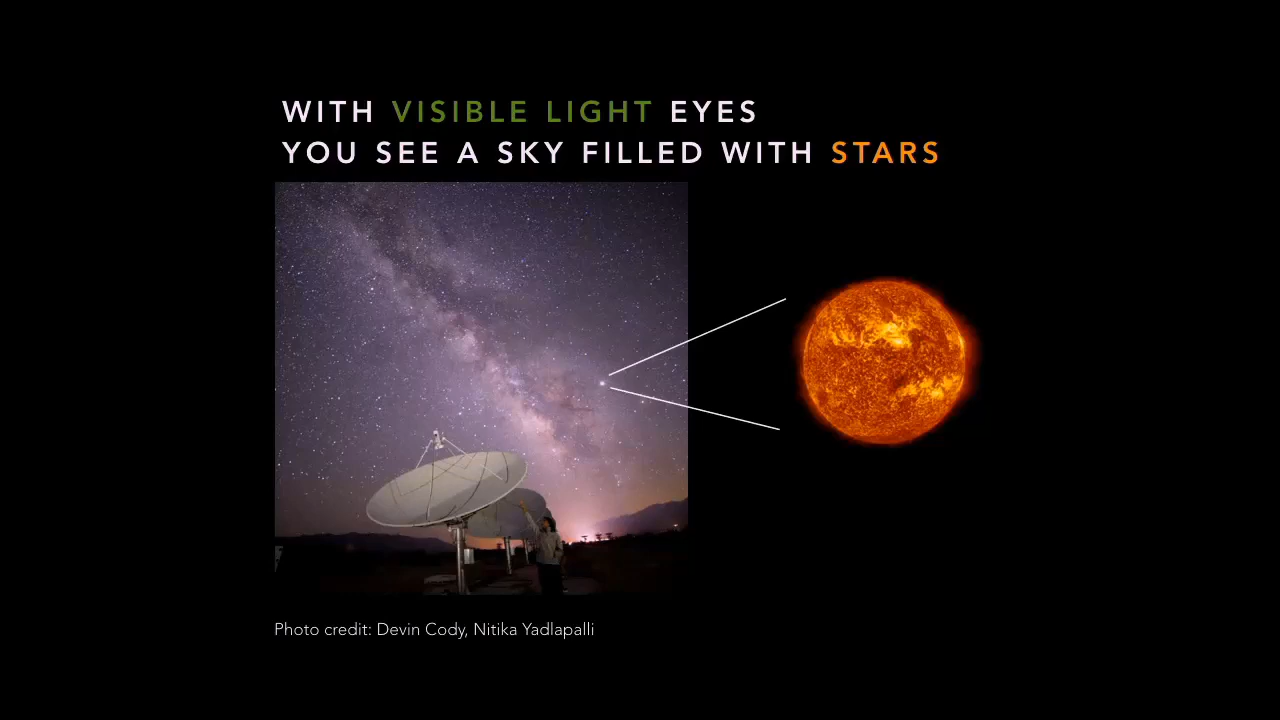 WITH VISIBLE LIGHT EYES
YOU SEE A SKY FILLED WITH STARS
Photo credit: Devin Cody, Nitika Yadlapalli